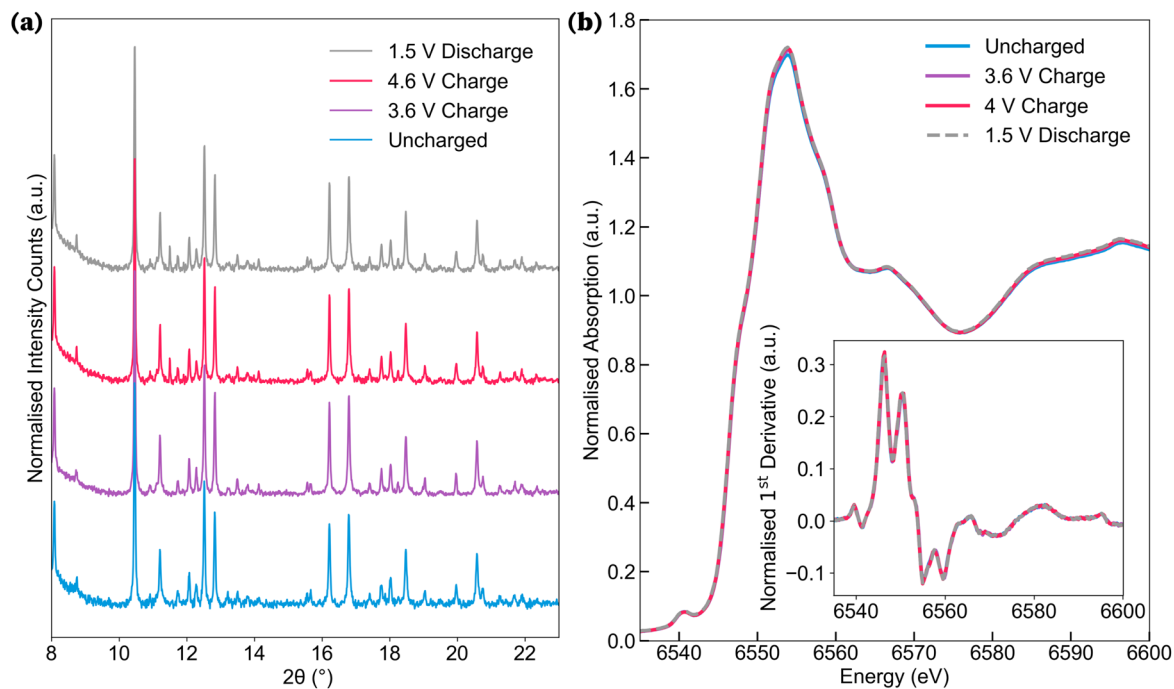 (a)
1.5 V Discharge
4.6 V Charge
3.6 V Charge
Uncharged
Normalised Intensity Counts (a.u.)
8 10 12 14 16 18 20 22
2θ (°)
(b)
1.8
1.6
1.4
1.2
1.0
0.8
0.6
0.4
0.2
0.0
Normalised Absorption (a.u.)
Uncharged
3.6 V Charge
4 V Charge
1.5 V Discharge
Normalised 1st Derivative (a.u.)
0.3
0.2
0.1
0.0
−0.1
6540 6560 6580 6600
6540 6550 6560 6570 6580 6590 6600
Energy (eV)